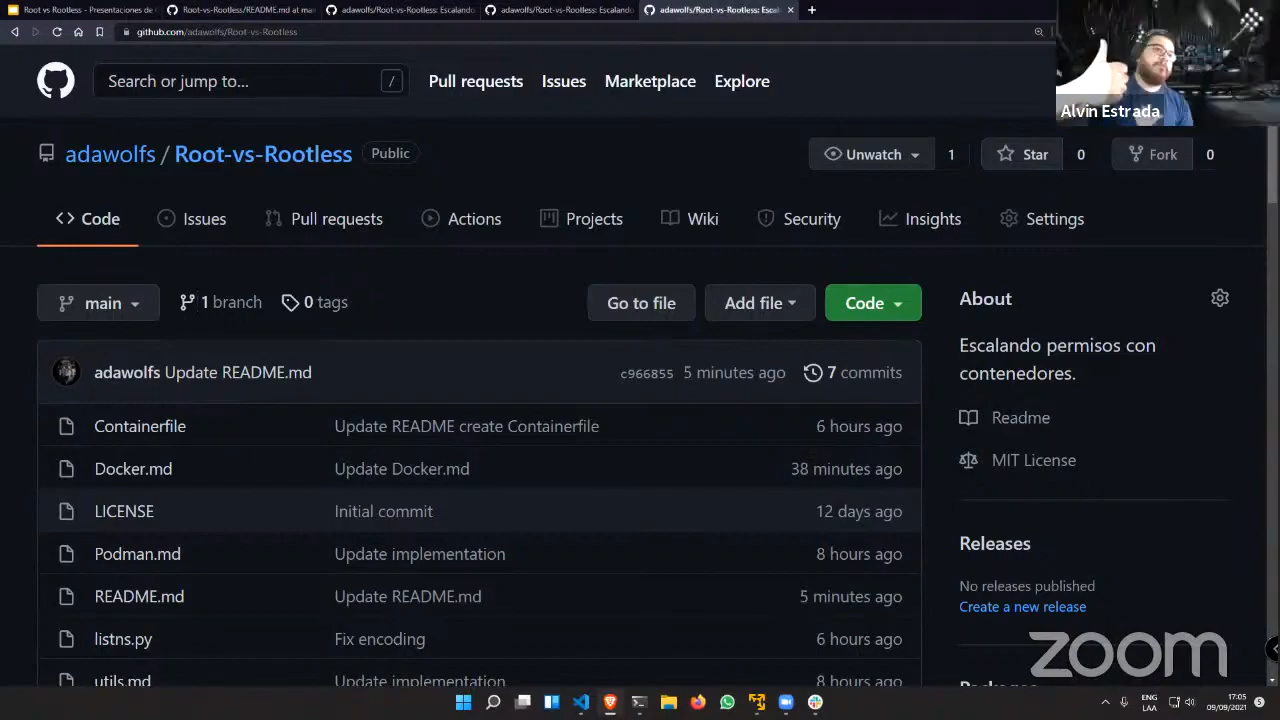 Root vs Rootless - Presentaciones de
Root-vs-Rootless/README.md at ma
adawolfs/Root-vs-Rootless: Escalando
adawolfs/Root-vs-Rootless: Escalando
adawolfs/Root-vs-Rootless: Escal
github.com/adawolfs/Root-vs-Rootless
Search or jump to...
/
Pull requests
Issues
Marketplace
Explore
Alvin Estrada
adawolfs / Root-vs-Rootless
Public
Unwatch
1
Star
0
Fork
0
Code
Issues
Pull requests
Actions
Projects
Wiki
Security
Insights
Settings
main
1 branch
0 tags
Go to file
Add file
Code
adawolfs Update README.md
c966855 5 minutes ago
7 commits
Containerfile Update README create Containerfile 6 hours ago
Docker.md Update Docker.md 38 minutes ago
LICENSE Initial commit 12 days ago
Podman.md Update implementation 8 hours ago
README.md Update README.md 5 minutes ago
listns.py Fix encoding 6 hours ago
utils.md Update implementation 8 hours ago
About
Escalando permisos con
contenedores.
Readme
MIT License
Releases
No releases published
Create a new release
Packages
zoom
ENG
LAA
17:05
09/09/2021
5